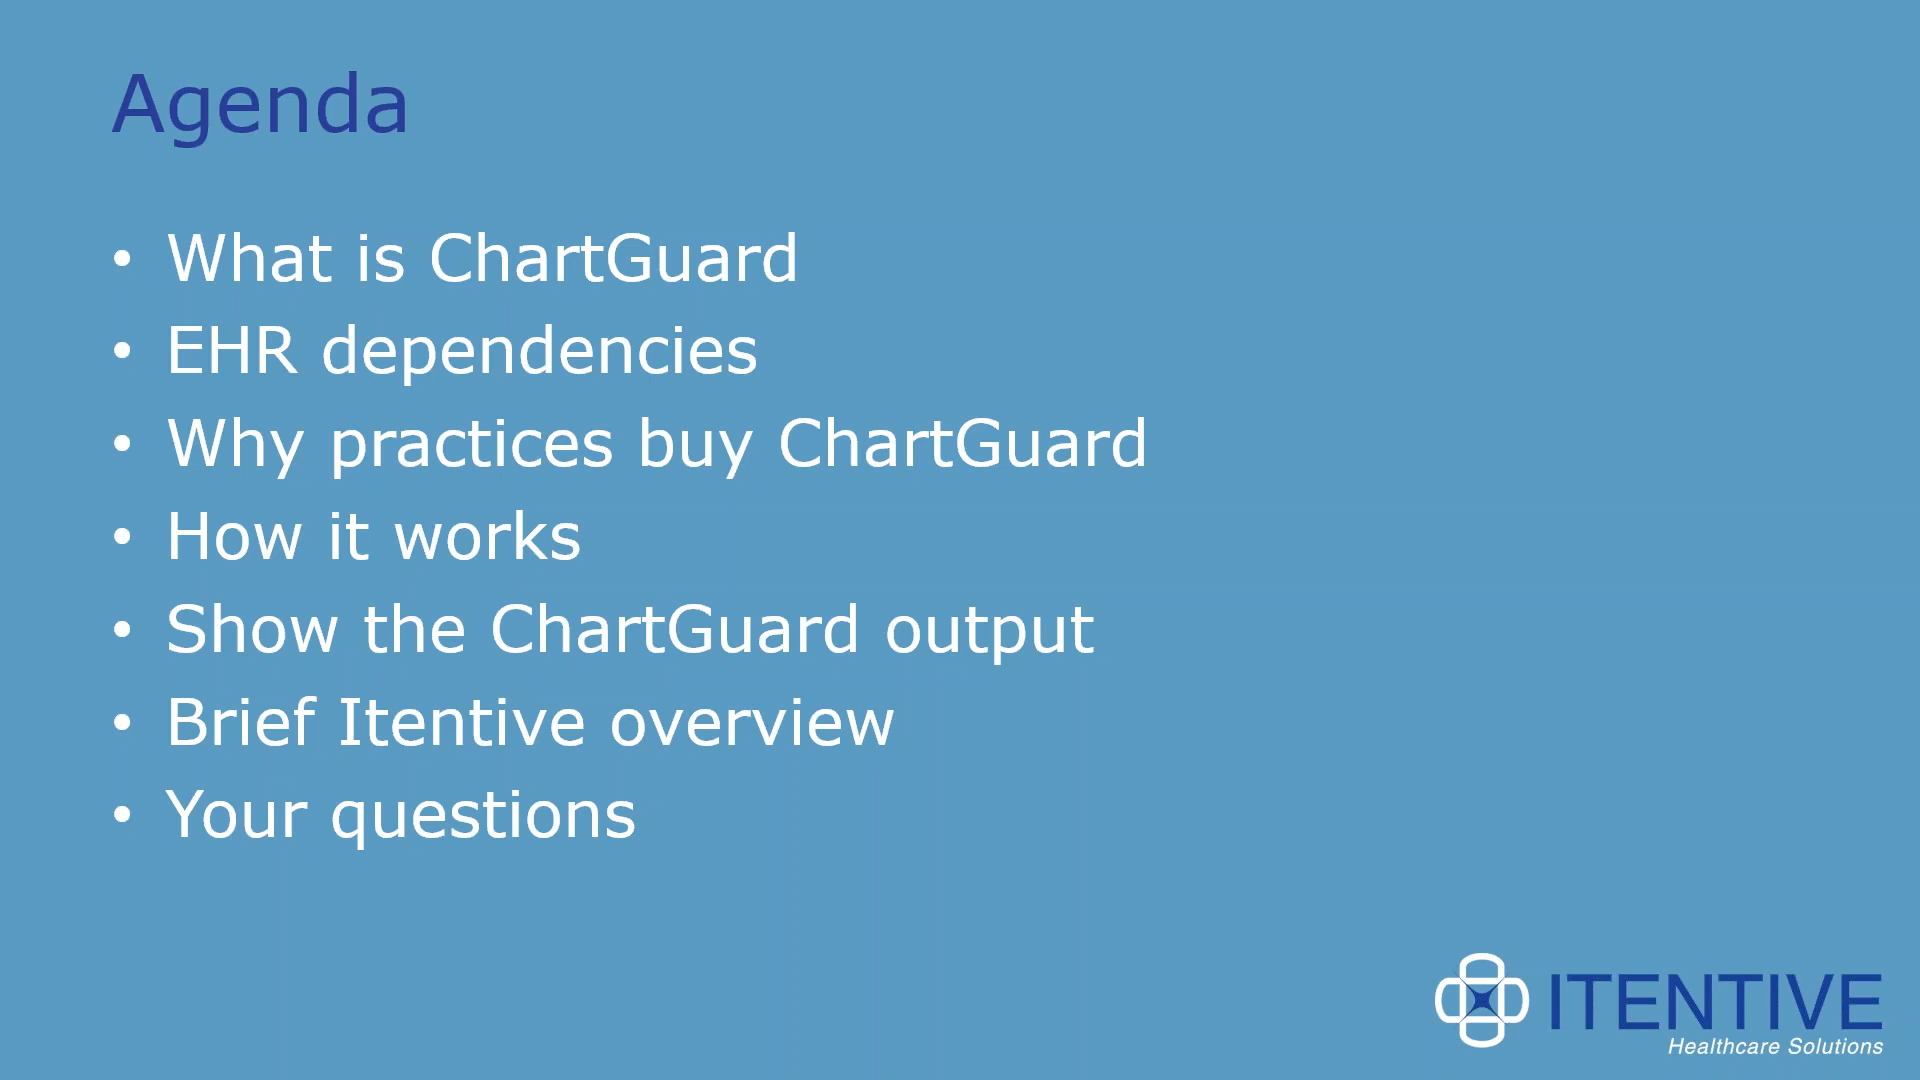 Agenda
• What is ChartGuard
• EHR dependencies
• Why practices buy ChartGuard
• How it works
• Show the ChartGuard output
• Brief Itentive overview
• Your questions
ITENTIVE
Healthcare Solutions